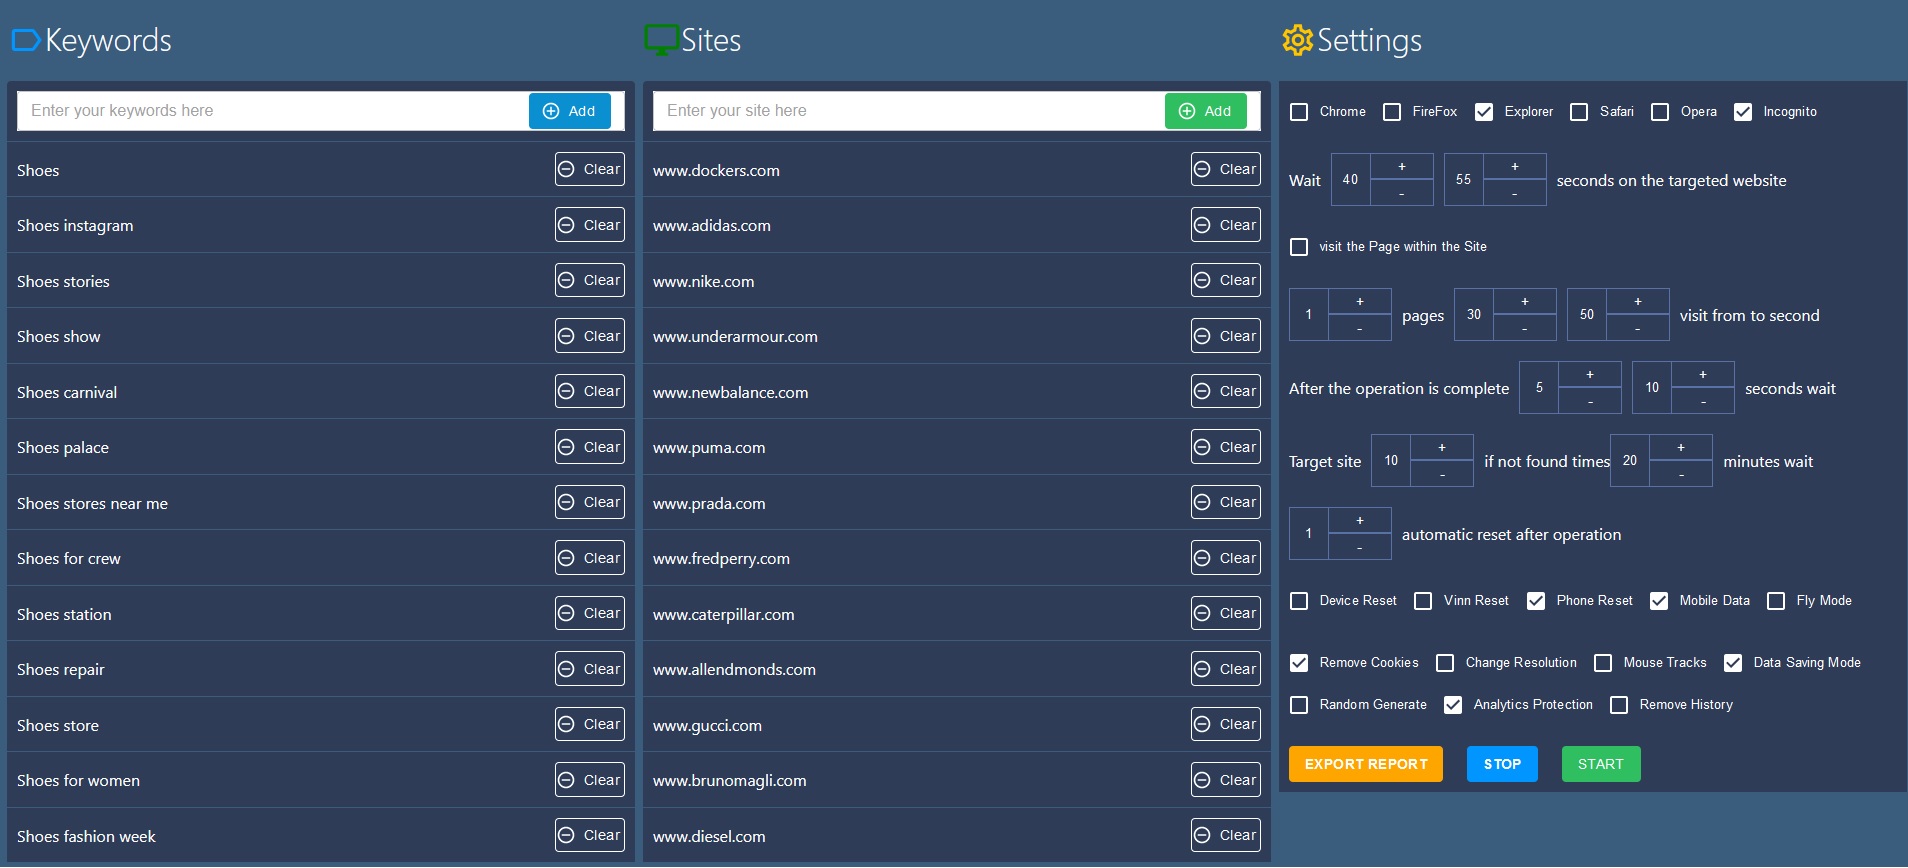 Keywords
Enter your keywords here Add
Shoes Clear
Shoes instagram Clear
Shoes stories Clear
Shoes show Clear
Shoes carnival Clear
Shoes palace Clear
Shoes stores near me Clear
Shoes for crew Clear
Shoes station Clear
Shoes repair Clear
Shoes store Clear
Shoes for women Clear
Shoes fashion week Clear
Sites
Enter your site here Add
www.dockers.com Clear
www.adidas.com Clear
www.nike.com Clear
www.underarmour.com Clear
www.newbalance.com Clear
www.puma.com Clear
www.prada.com Clear
www.fredperry.com Clear
www.caterpillar.com Clear
www.allendmonds.com Clear
www.gucci.com Clear
www.brunomagli.com Clear
www.diesel.com Clear
Settings
Chrome FireFox Explorer Safari Opera Incognito
Wait 40 + - 55 + - seconds on the targeted website
visit the Page within the Site
1 + - pages 30 + - 50 + - visit from to second
After the operation is complete 5 + - 10 + - seconds wait
Target site 10 + - if not found times 20 + - minutes wait
1 + - automatic reset after operation
Device Reset Vinn Reset Phone Reset Mobile Data Fly Mode
Remove Cookies Change Resolution Mouse Tracks Data Saving Mode
Random Generate Analytics Protection Remove History
EXPORT REPORT STOP START